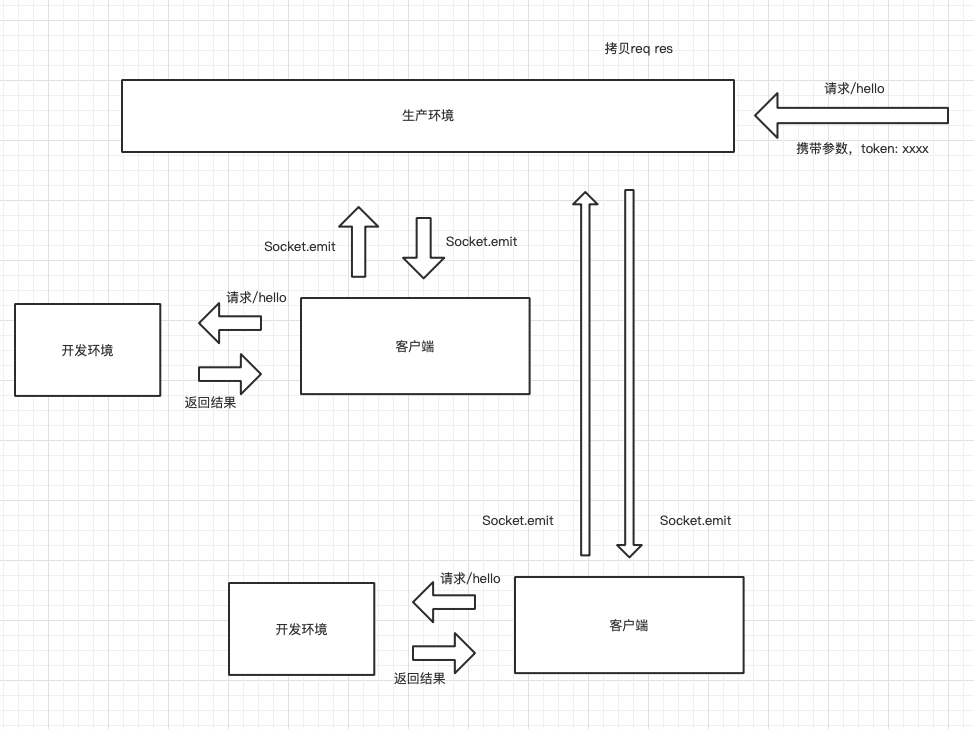 拷贝req res
请求/hello
生产环境
携带参数，token: xxxx
Socket.emit
Socket.emit
请求/hello
开发环境
客户端
返回结果
Socket.emit
Socket.emit
请求/hello
开发环境
客户端
返回结果